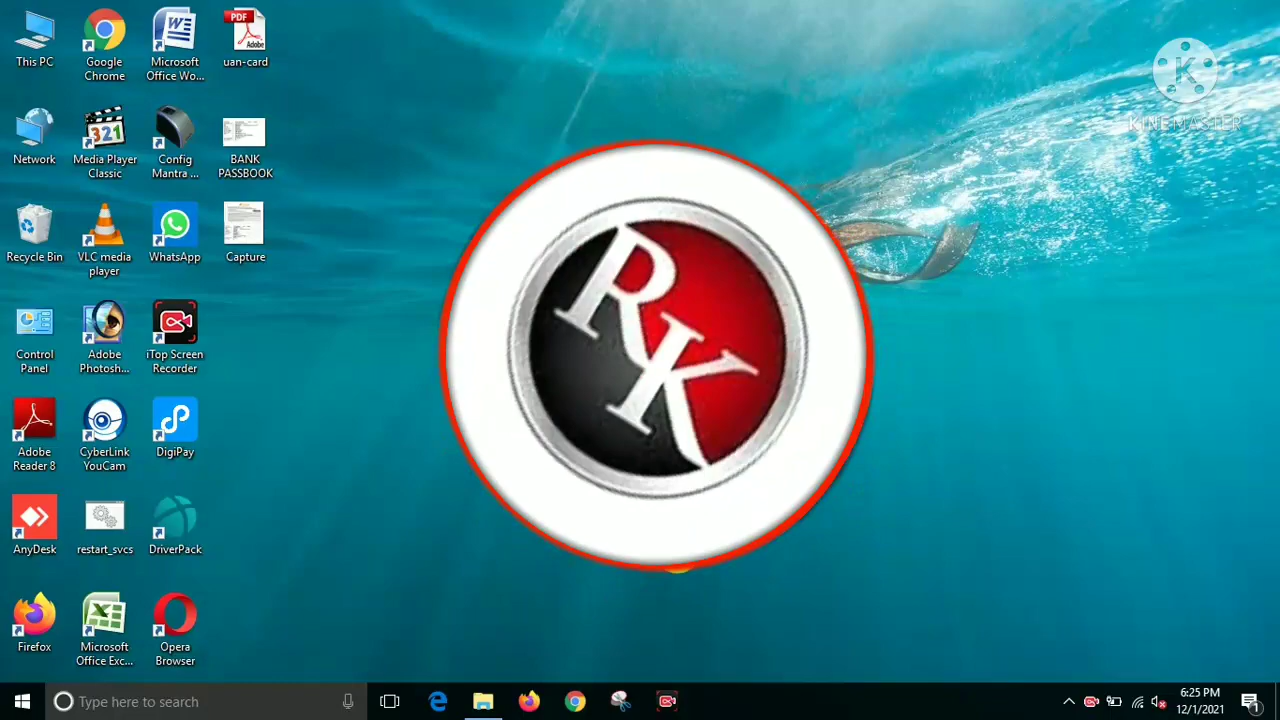 This PC
Google
Chrome
Microsoft
Office Wo...
PDF
Adobe
uan-card
Network
321
Media Player
Classic
Config
Mantra ...
BANK
PASSBOOK
Recycle Bin
VLC media
player
WhatsApp
Capture
Control
Panel
Adobe
Photosh...
iTop Screen
Recorder
Adobe
Reader 8
CyberLink
YouCam
DigiPay
AnyDesk
restart_svcs
DriverPack
Firefox
Microsoft
Office Exc...
Opera
Browser
RK
K
KINEMASTER
Type here to search
6:25 PM
12/1/2021
1